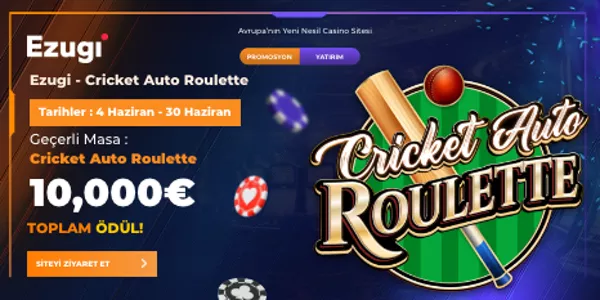 Ezugi
Avrupa'nın Yeni Nesil Casino Sitesi
PROMOSYON
YATIRIM
Ezugi - Cricket Auto Roulette
Tarihler : 4 Haziran - 30 Haziran
Geçerli Masa :
Cricket Auto Roulette
10,000€
TOPLAM ÖDÜL!
SİTEYİ ZİYARET ET
Cricket Auto
ROULETTE